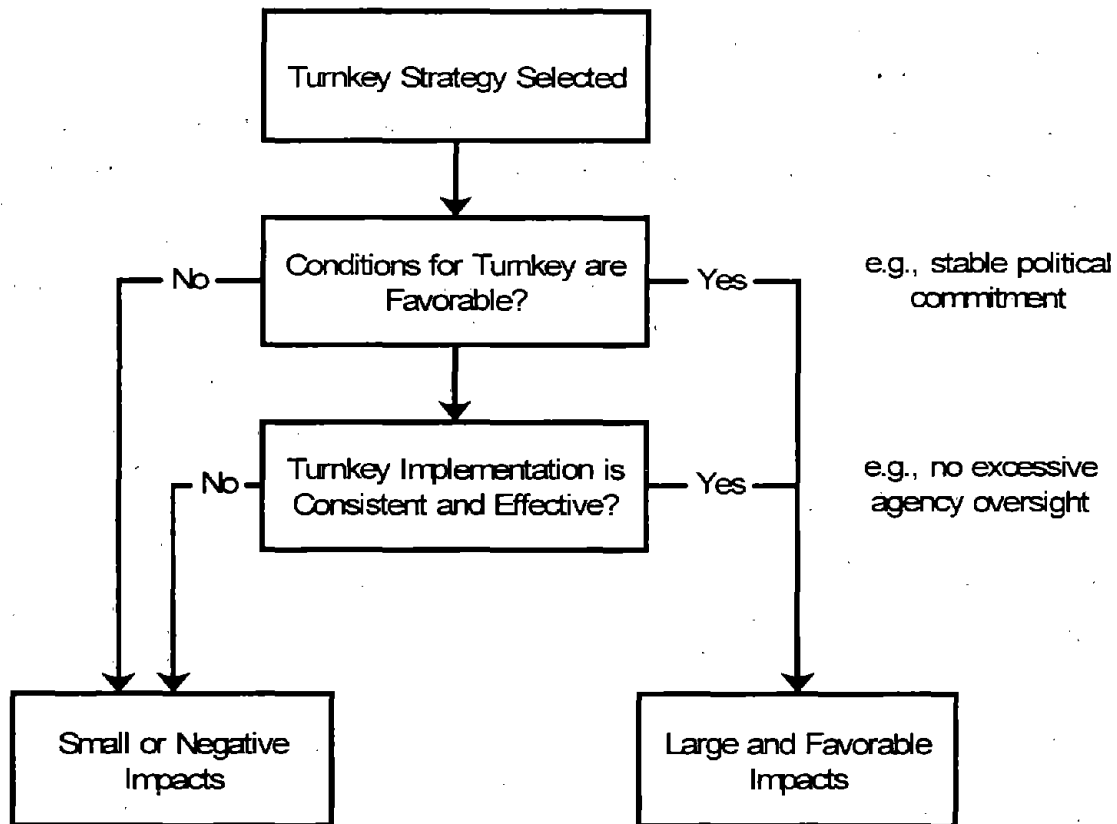 Turnkey Strategy Selected
No
Conditions for Turnkey are
Favorable?
Yes
e.g., stable political
commitment
No
Turnkey Implementation is
Consistent and Effective?
Yes
e.g., no excessive
agency oversight
Small or Negative
Impacts
Large and Favorable
Impacts